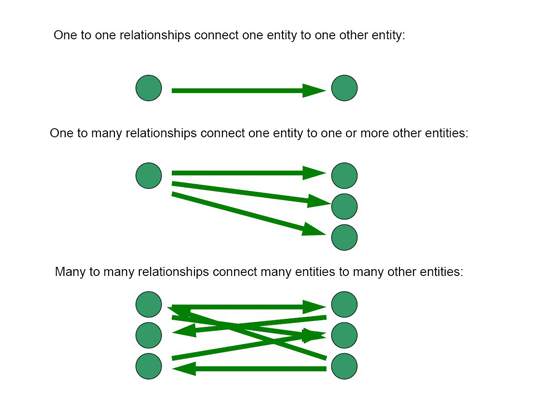 One to one relationships connect one entity to one other entity:
One to many relationships connect one entity to one or more other entities:
Many to many relationships connect many entities to many other entities: